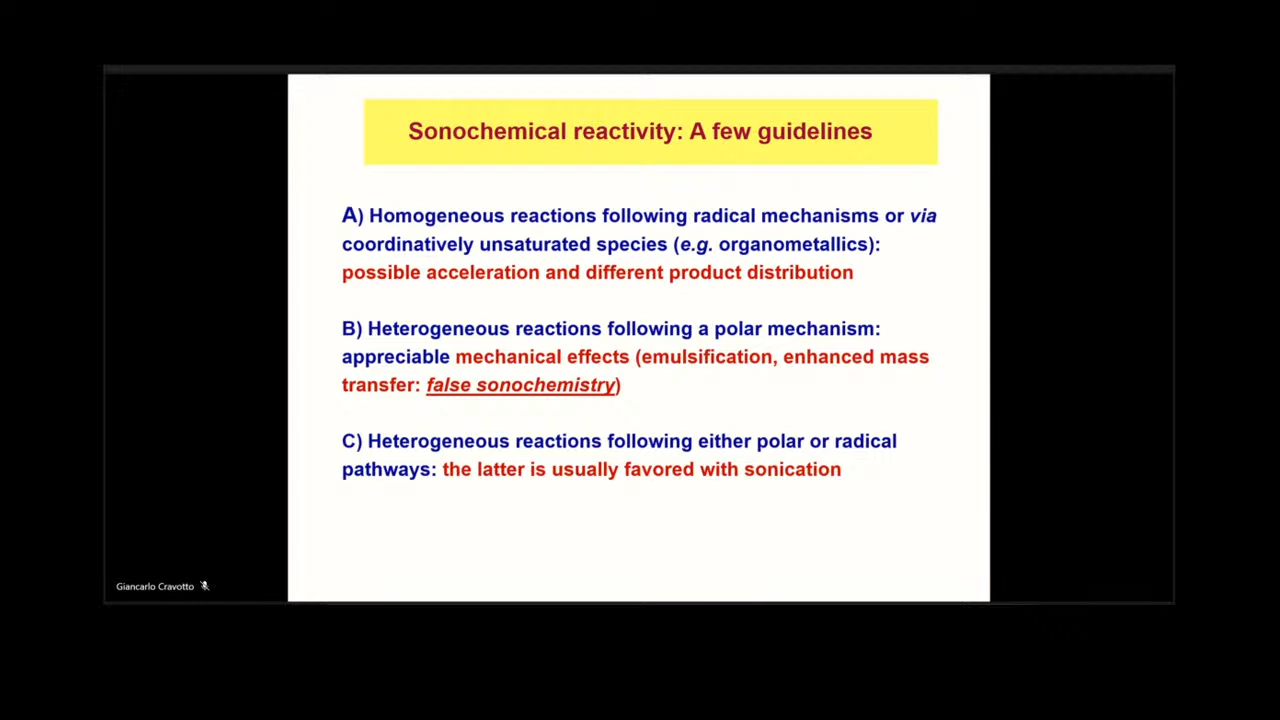 Sonochemical reactivity: A few guidelines
A) Homogeneous reactions following radical mechanisms or via
coordinatively unsaturated species (e.g. organometallics):
possible acceleration and different product distribution
B) Heterogeneous reactions following a polar mechanism:
appreciable mechanical effects (emulsification, enhanced mass
transfer: false sonochemistry)
C) Heterogeneous reactions following either polar or radical
pathways: the latter is usually favored with sonication
Giancarlo Cravotto